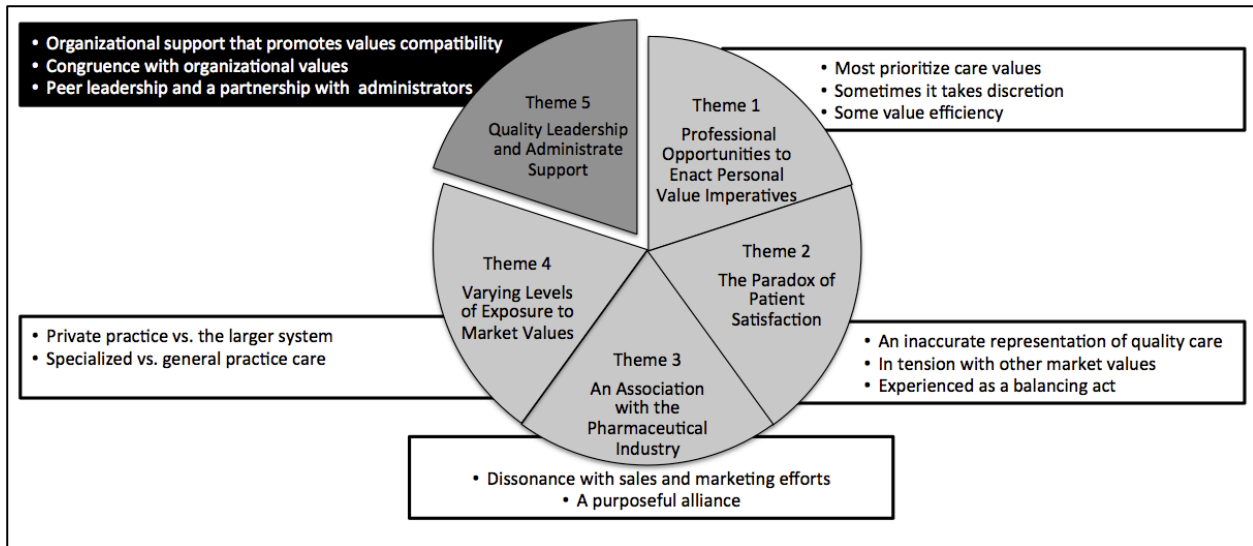 • Organizational support that promotes values compatibility
• Congruence with organizational values
• Peer leadership and a partnership with administrators
Theme 5
Quality Leadership
and Administrate
Support
Theme 1
Professional
Opportunities to
Enact Personal
Value Imperatives
• Most prioritize care values
• Sometimes it takes discretion
• Some value efficiency
Theme 2
The Paradox of
Patient
Satisfaction
• An inaccurate representation of quality care
• In tension with other market values
• Experienced as a balancing act
Theme 3
An Association
with the
Pharmaceutical
Industry
• Dissonance with sales and marketing efforts
• A purposeful alliance
Theme 4
Varying Levels
of Exposure to
Market Values
• Private practice vs. the larger system
• Specialized vs. general practice care